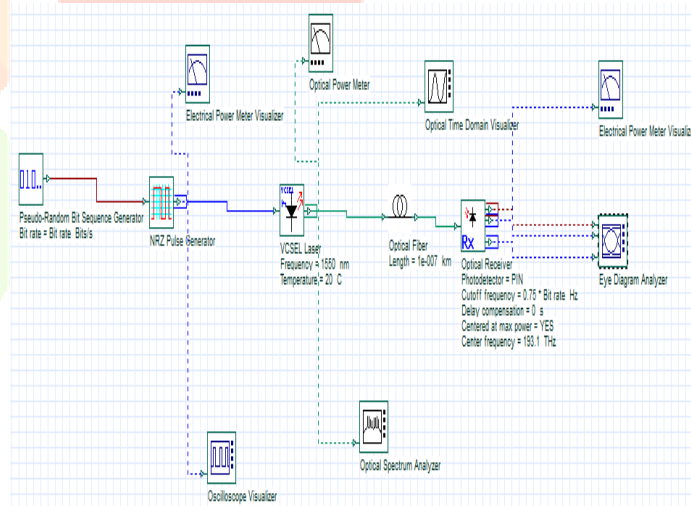 Optical Power Meter
Electrical Power Meter Visualizer
Optical Time Domain Visualizer
Electrical Power Meter Visualiz
Pseudo-Random Bit Sequence Generator
Bit rate = Bit rate Bits/s
NRZ Pulse Generator
VCSEL
VCSEL Laser
Frequency = 1550 nm
Temperature = 20 C
Optical Fiber
Length = 1e-007 km
Rx
Optical Receiver
Photodetector = PIN
Cutoff frequency = 0.75 * Bit rate Hz
Delay compensation = 0 s
Centered at max power = YES
Center frequency = 193.1 THz
Eye Diagram Analyzer
Optical Spectrum Analyzer
Oscilloscope Visualizer